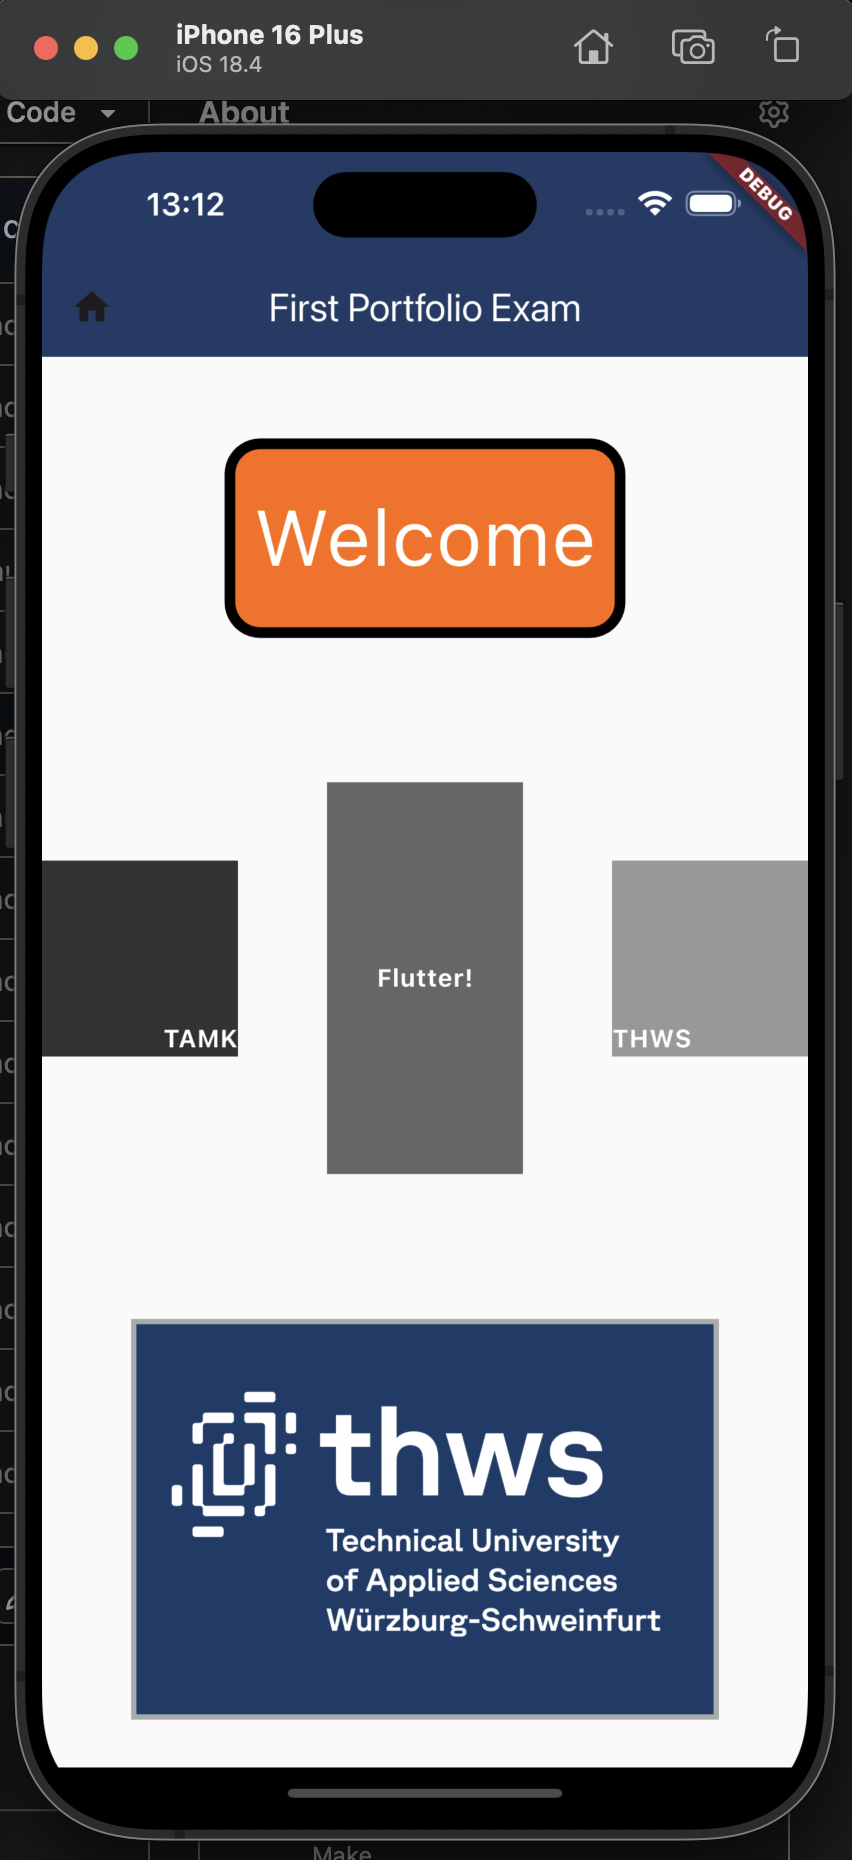 iPhone 16 Plus
iOS 18.4
Code
About
13:12
DEBUG
First Portfolio Exam
Welcome
Flutter!
TAMK
THWS
thws
Technical University
of Applied Sciences
Würzburg-Schweinfurt
Make